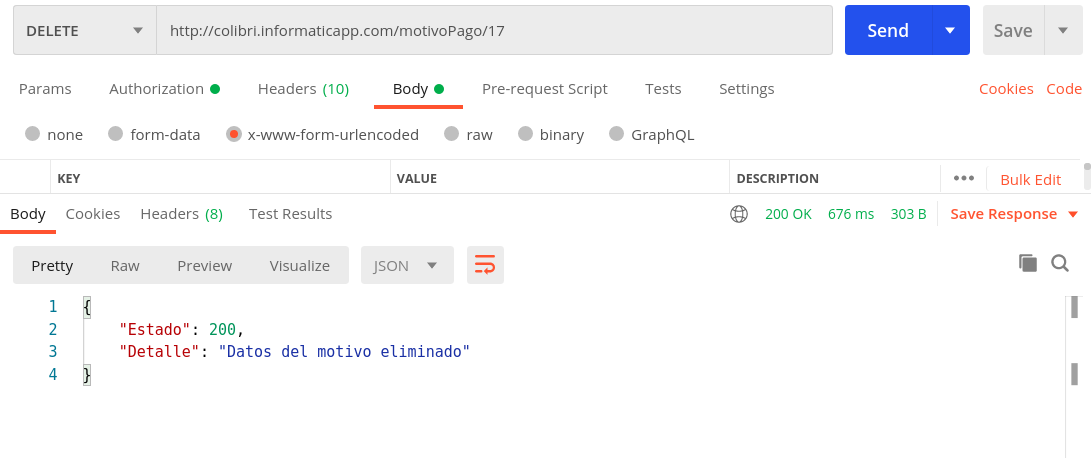 DELETE http://colibri.informaticapp.com/motivoPago/17 Send Save
Params Authorization Headers (10) Body Pre-request Script Tests Settings Cookies Code
none form-data x-www-form-urlencoded raw binary GraphQL
KEY VALUE DESCRIPTION ••• Bulk Edit
Body Cookies Headers (8) Test Results 200 OK 676 ms 303 B Save Response
Pretty Raw Preview Visualize JSON
1 {
2 "Estado": 200,
3 "Detalle": "Datos del motivo eliminado"
4 }